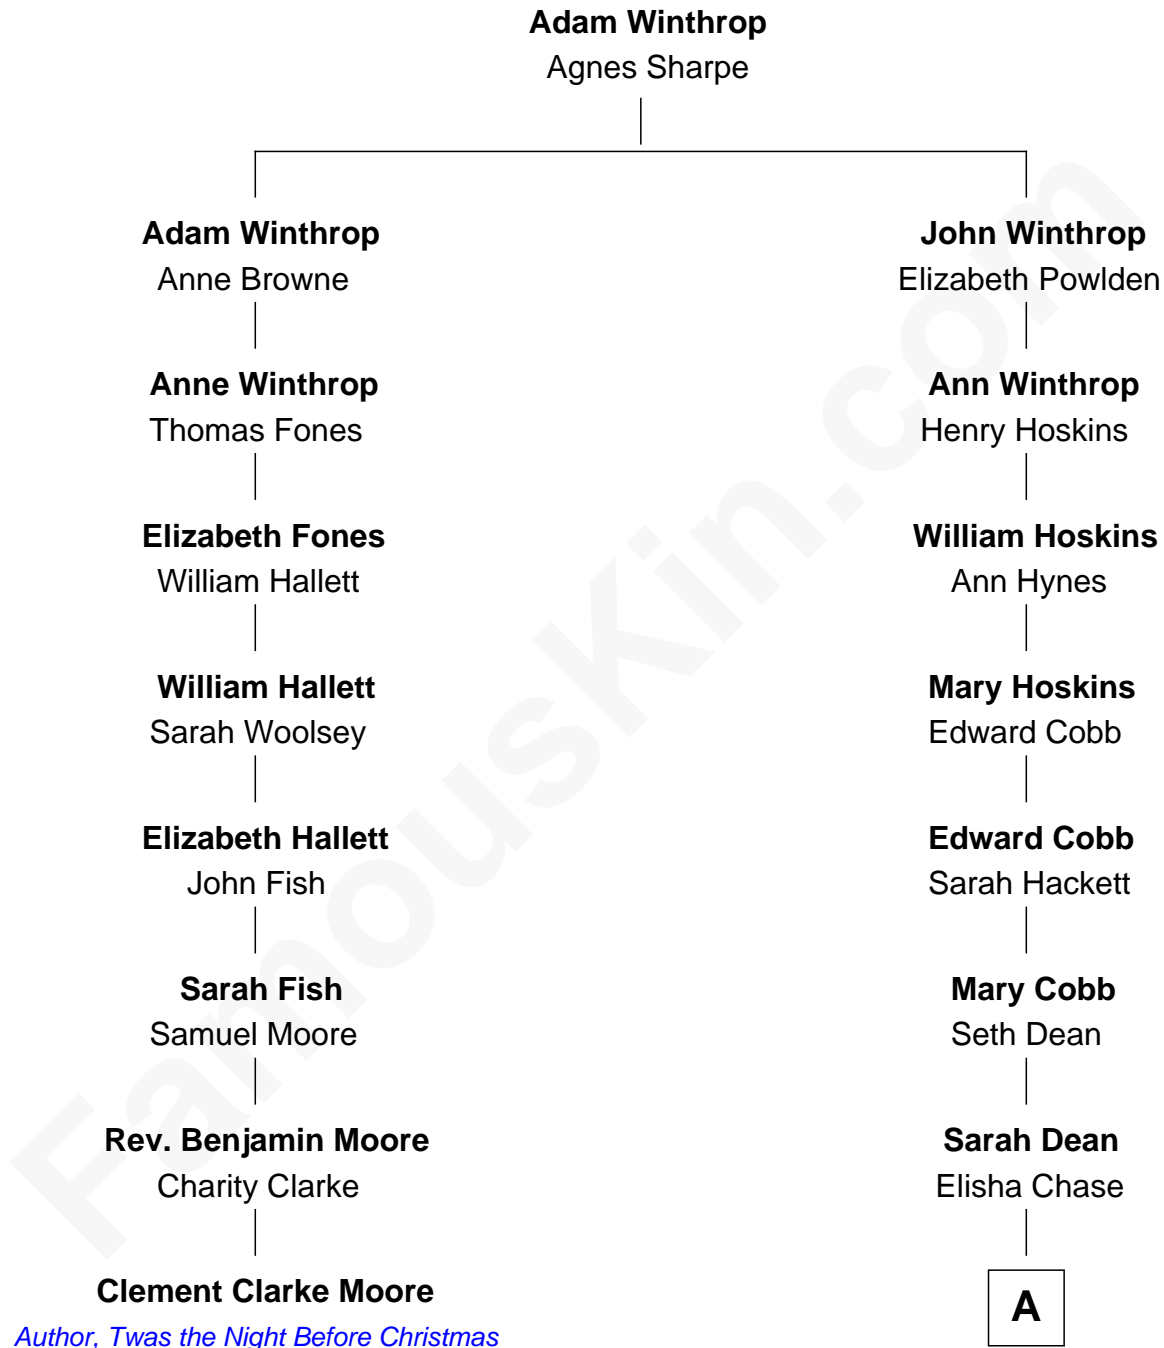 Adam Winthrop
Agnes Sharpe
Adam Winthrop
Anne Browne
John Winthrop
Elizabeth Powlden
Anne Winthrop
Thomas Fones
Ann Winthrop
Henry Hoskins
Elizabeth Fones
William Hallett
William Hoskins
Ann Hynes
William Hallett
Sarah Woolsey
Mary Hoskins
Edward Cobb
Elizabeth Hallett
John Fish
Edward Cobb
Sarah Hackett
Sarah Fish
Samuel Moore
Mary Cobb
Seth Dean
Rev. Benjamin Moore
Charity Clarke
Sarah Dean
Elisha Chase
Clement Clarke Moore
Author, Twas the Night Before Christmas
A
FamousKin.com